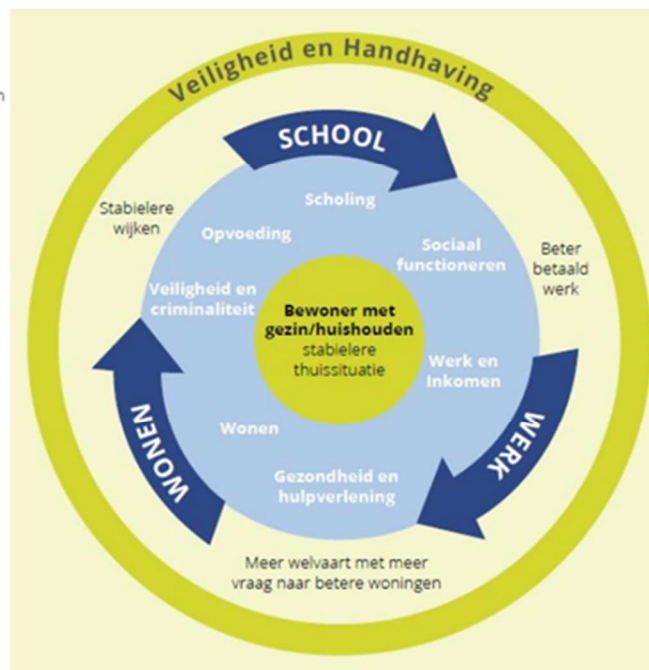 Veiligheid en Handhaving
SCHOOL
Stabielere
wijken
Scholing
Opvoeding
Sociaal
functioneren
Beter
betaald
werk
Veiligheid en
criminaliteit
Bewoner met
gezin/huishouden
stabielere
thuissituatie
Werk en
Inkomen
WONEN
Wonen
WERK
Gezondheid en
hulpverlening
Meer welvaart met meer
vraag naar betere woningen